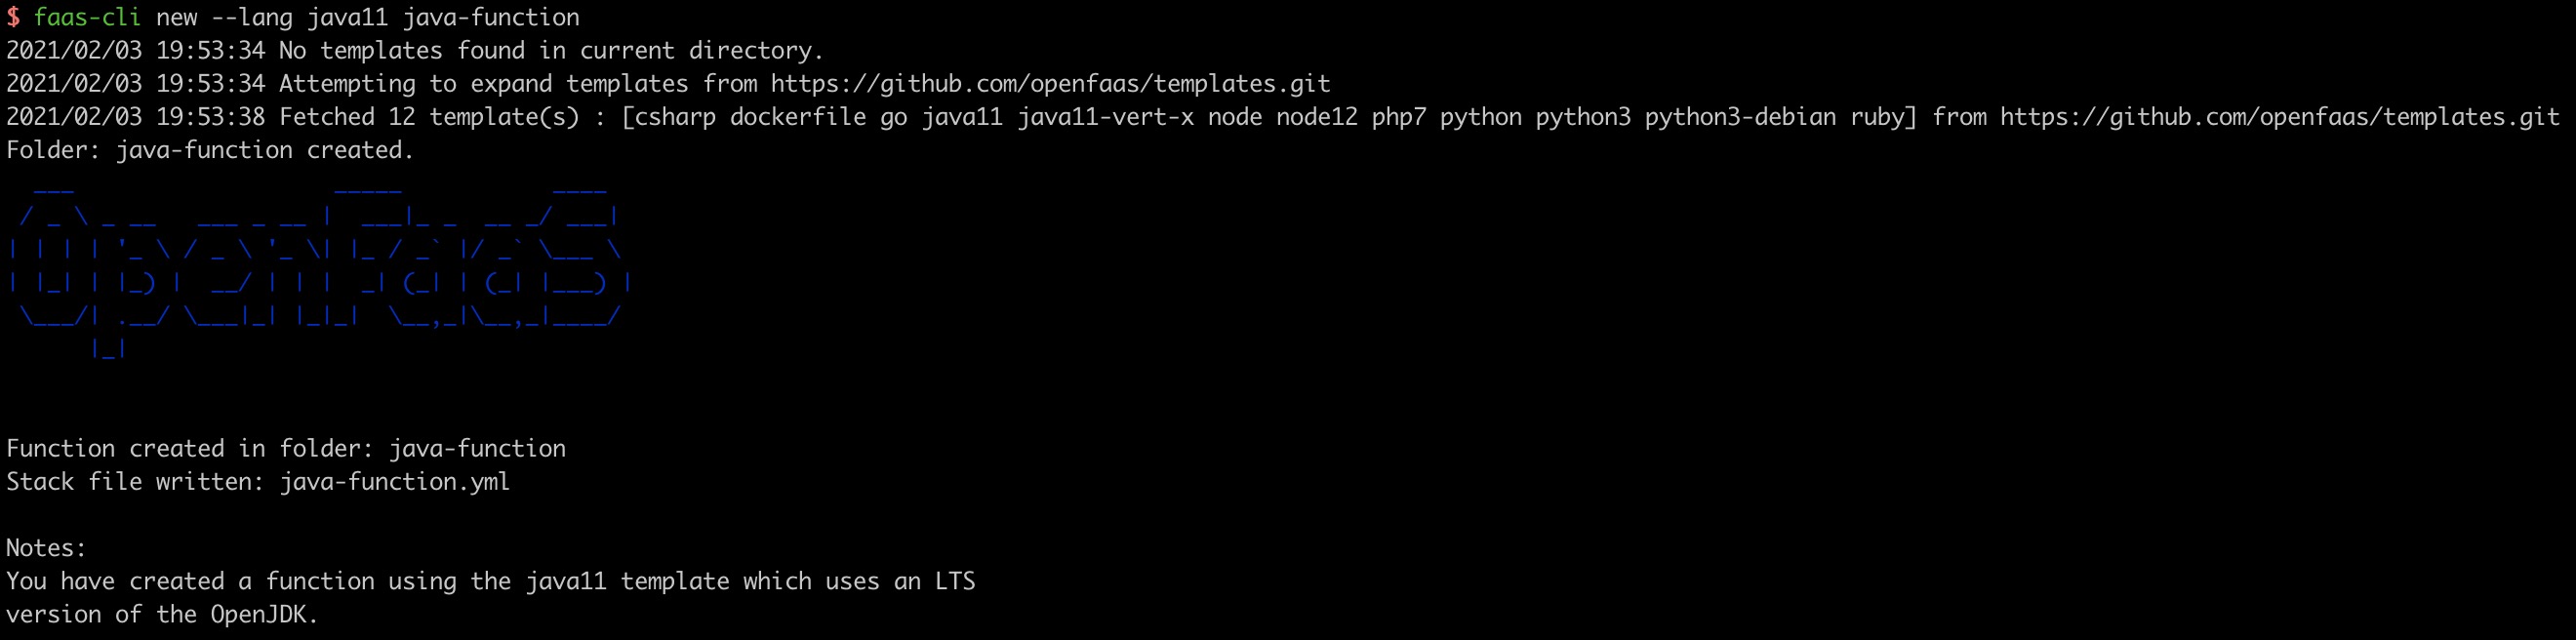 $ faas-cli new --lang java11 java-function
2021/02/03 19:53:34 No templates found in current directory.
2021/02/03 19:53:34 Attempting to expand templates from https://github.com/openfaas/templates.git
2021/02/03 19:53:38 Fetched 12 template(s) : [csharp dockerfile go java11 java11-vert-x node node12 php7 python python3 python3-debian ruby] from https://github.com/openfaas/templates.git
Folder: java-function created.
OpenFaaS
Function created in folder: java-function
Stack file written: java-function.yml
Notes:
You have created a function using the java11 template which uses an LTS
version of the OpenJDK.